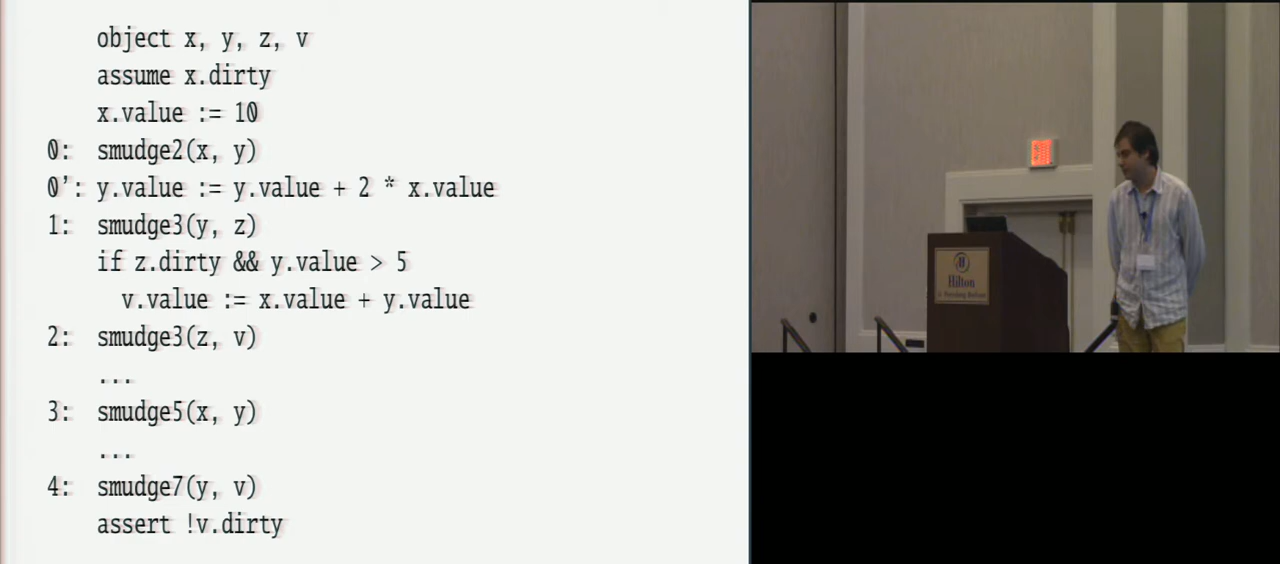 object x, y, z, v
assume x.dirty
x.value := 10
0: smudge2(x, y)
0': y.value := y.value + 2 * x.value
1: smudge3(y, z)
if z.dirty && y.value > 5
v.value := x.value + y.value
2: smudge3(z, v)
...
3: smudge5(x, y)
...
4: smudge7(y, v)
assert !v.dirty
Hilton